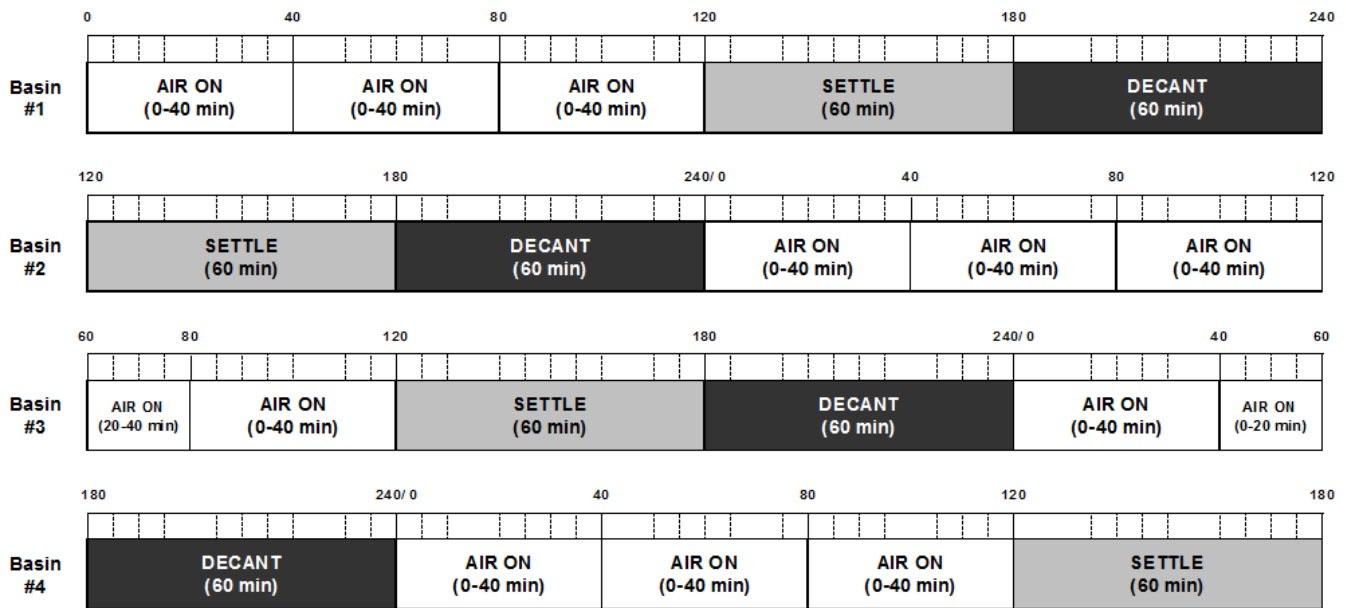 0 40 80 120 180 240
Basin #1
AIR ON (0-40 min)
AIR ON (0-40 min)
AIR ON (0-40 min)
SETTLE (60 min)
DECANT (60 min)
120 180 240/ 0 40 80 120
Basin #2
SETTLE (60 min)
DECANT (60 min)
AIR ON (0-40 min)
AIR ON (0-40 min)
AIR ON (0-40 min)
60 80 120 180 240/ 0 40 60
Basin #3
AIR ON (20-40 min)
AIR ON (0-40 min)
SETTLE (60 min)
DECANT (60 min)
AIR ON (0-40 min)
AIR ON (0-20 min)
180 240/ 0 40 80 120 180
Basin #4
DECANT (60 min)
AIR ON (0-40 min)
AIR ON (0-40 min)
AIR ON (0-40 min)
SETTLE (60 min)